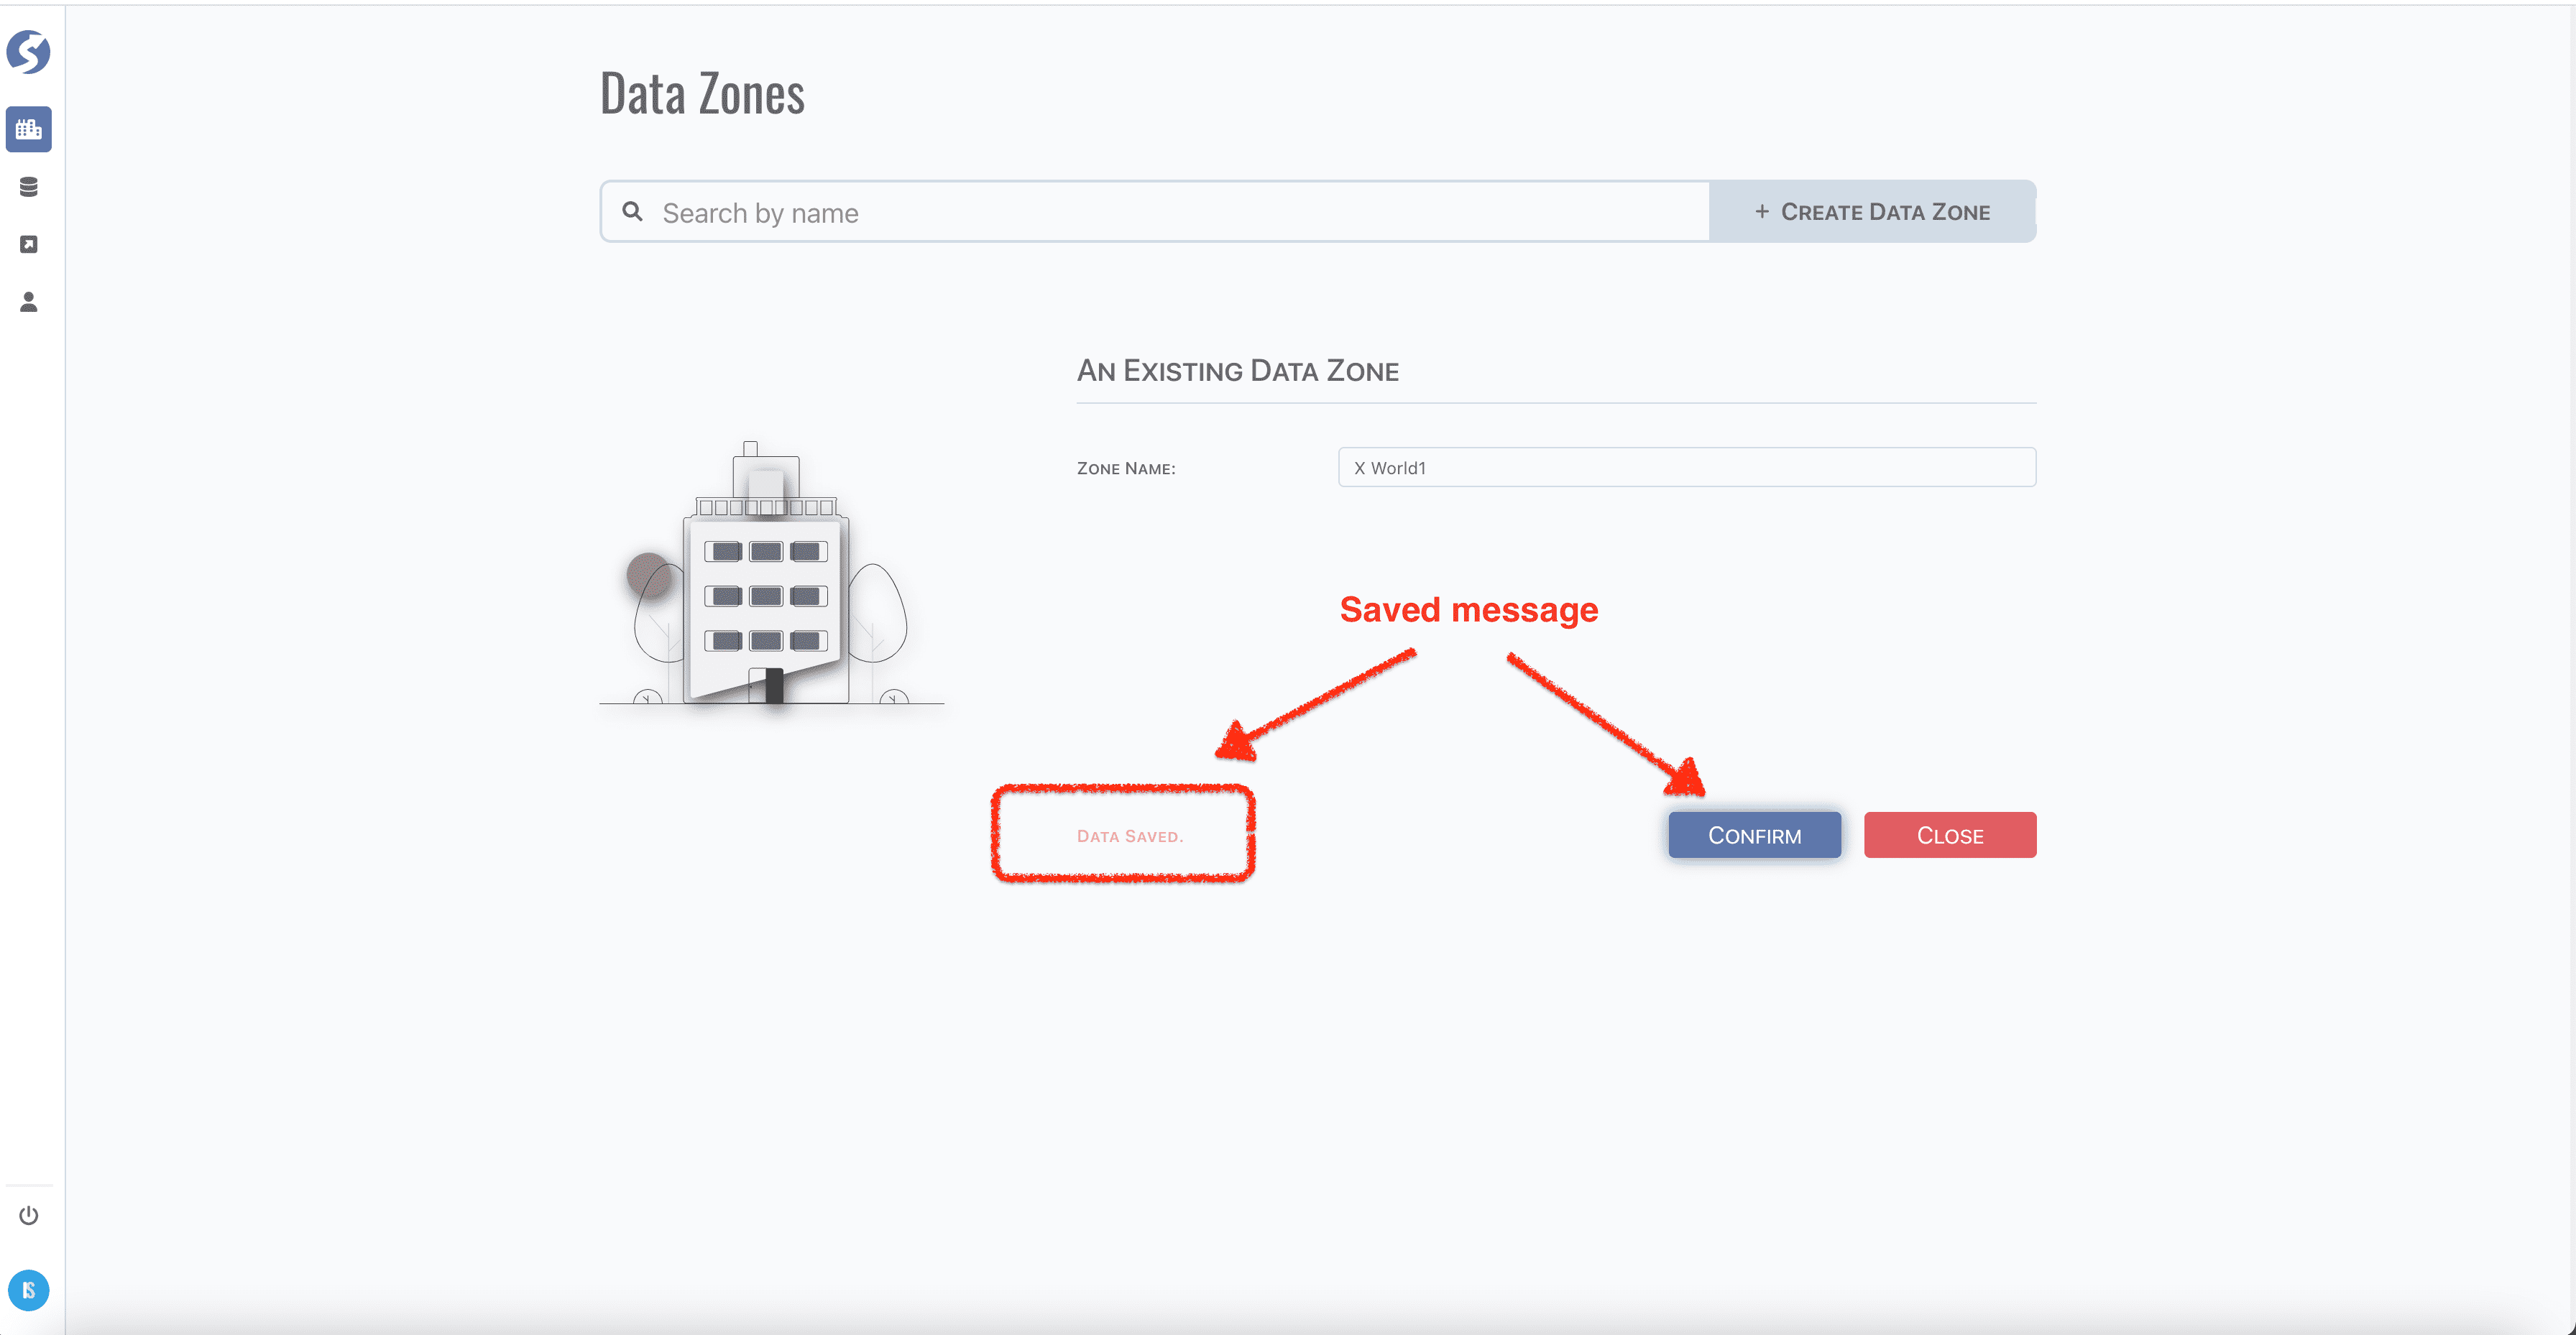 Data Zones
Search by name
+ Create Data Zone
An Existing Data Zone
Zone Name:
X World1
Saved message
Data Saved.
Confirm
Close
IS